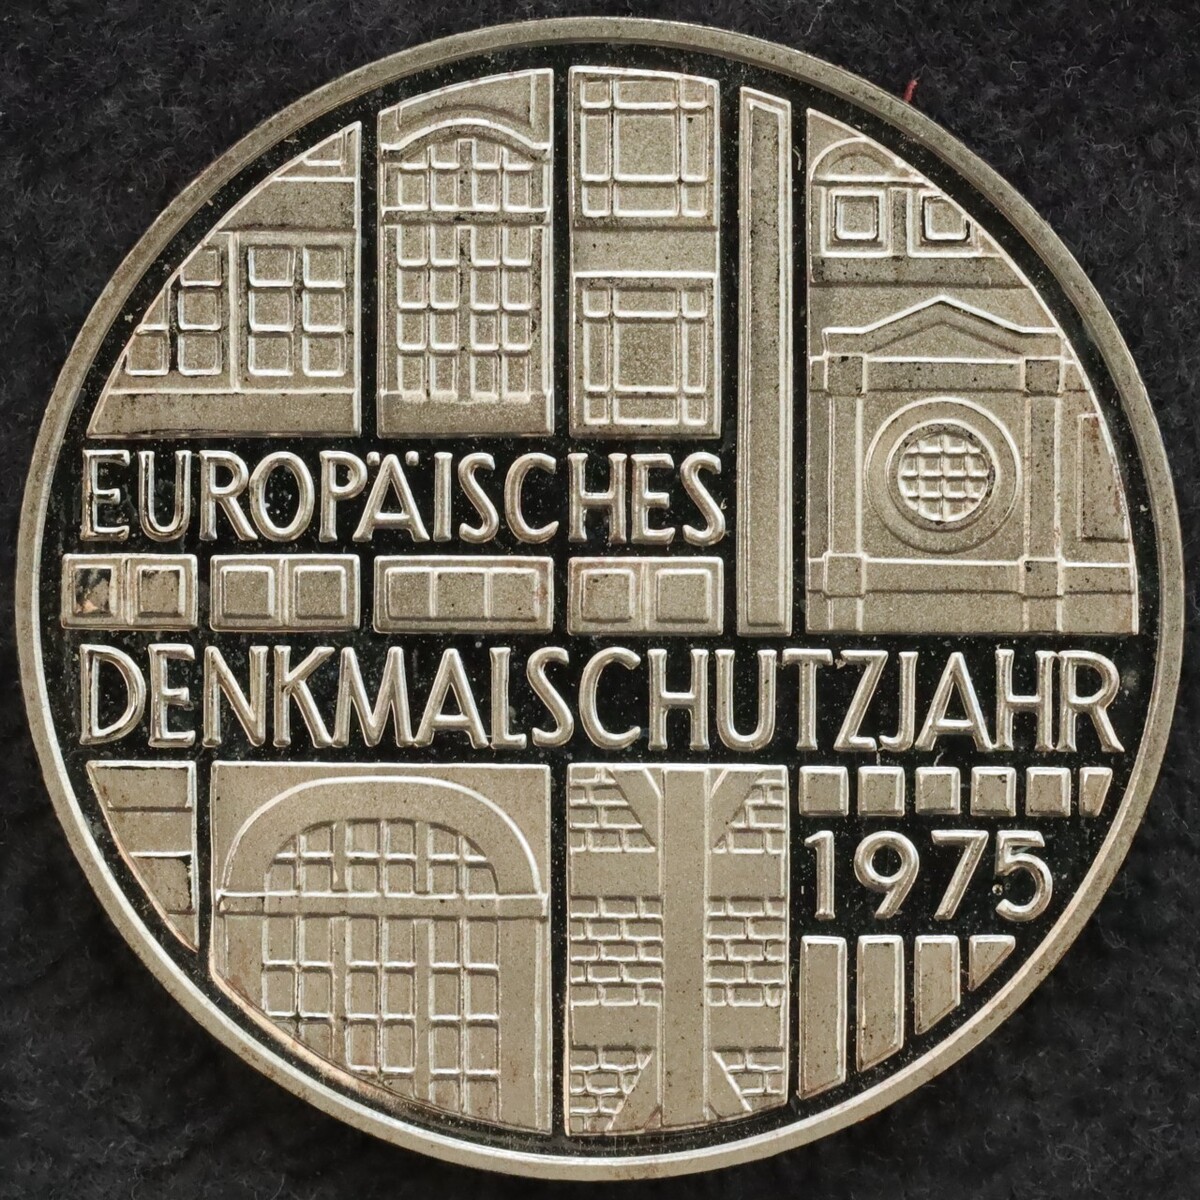 EUROPÄISCHES
DENKMALSCHUTZJAHR
1975